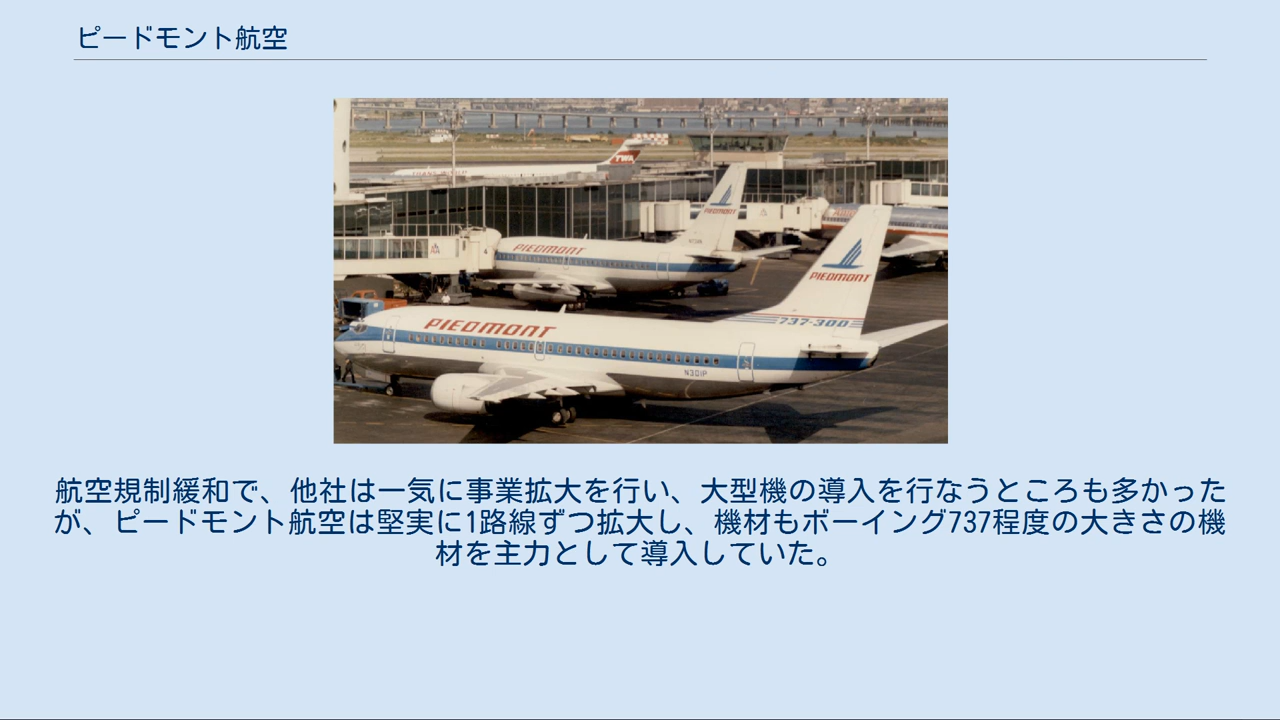 ピードモント航空
TWA
TRANS WORLD
PIEDMONT
PIEDMONT
PIEDMONT
737-300
PIEDMONT
N301P
航空規制緩和で、他社は一気に事業拡大を行い、大型機の導入を行なうところも多かった
が、ピードモント航空は堅実に1路線ずつ拡大し、機材もボーイング737程度の大きさの機
材を主力として導入していた。